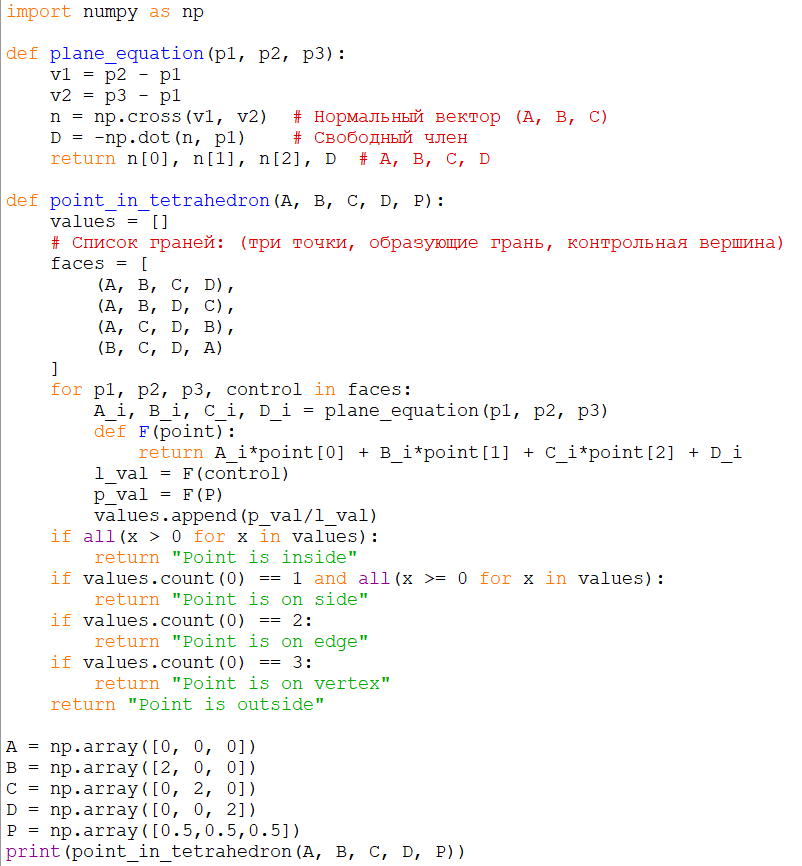 import numpy as np

def plane_equation(p1, p2, p3):
    v1 = p2 - p1
    v2 = p3 - p1
    n = np.cross(v1, v2)  # Нормальный вектор (A, B, C)
    D = -np.dot(n, p1)    # Свободный член
    return n[0], n[1], n[2], D  # A, B, C, D

def point_in_tetrahedron(A, B, C, D, P):
    values = []
    # Список граней: (три точки, образующие грань, контрольная вершина)
    faces = [
        (A, B, C, D),
        (A, B, D, C),
        (A, C, D, B),
        (B, C, D, A)
    ]
    for p1, p2, p3, control in faces:
        A_i, B_i, C_i, D_i = plane_equation(p1, p2, p3)
        def F(point):
            return A_i*point[0] + B_i*point[1] + C_i*point[2] + D_i
        l_val = F(control)
        p_val = F(P)
        values.append(p_val/l_val)
    if all(x > 0 for x in values):
        return "Point is inside"
    if values.count(0) == 1 and all(x >= 0 for x in values):
        return "Point is on side"
    if values.count(0) == 2:
        return "Point is on edge"
    if values.count(0) == 3:
        return "Point is on vertex"
    return "Point is outside"

A = np.array([0, 0, 0])
B = np.array([2, 0, 0])
C = np.array([0, 2, 0])
D = np.array([0, 0, 2])
P = np.array([0.5,0.5,0.5])
print(point_in_tetrahedron(A, B, C, D, P))